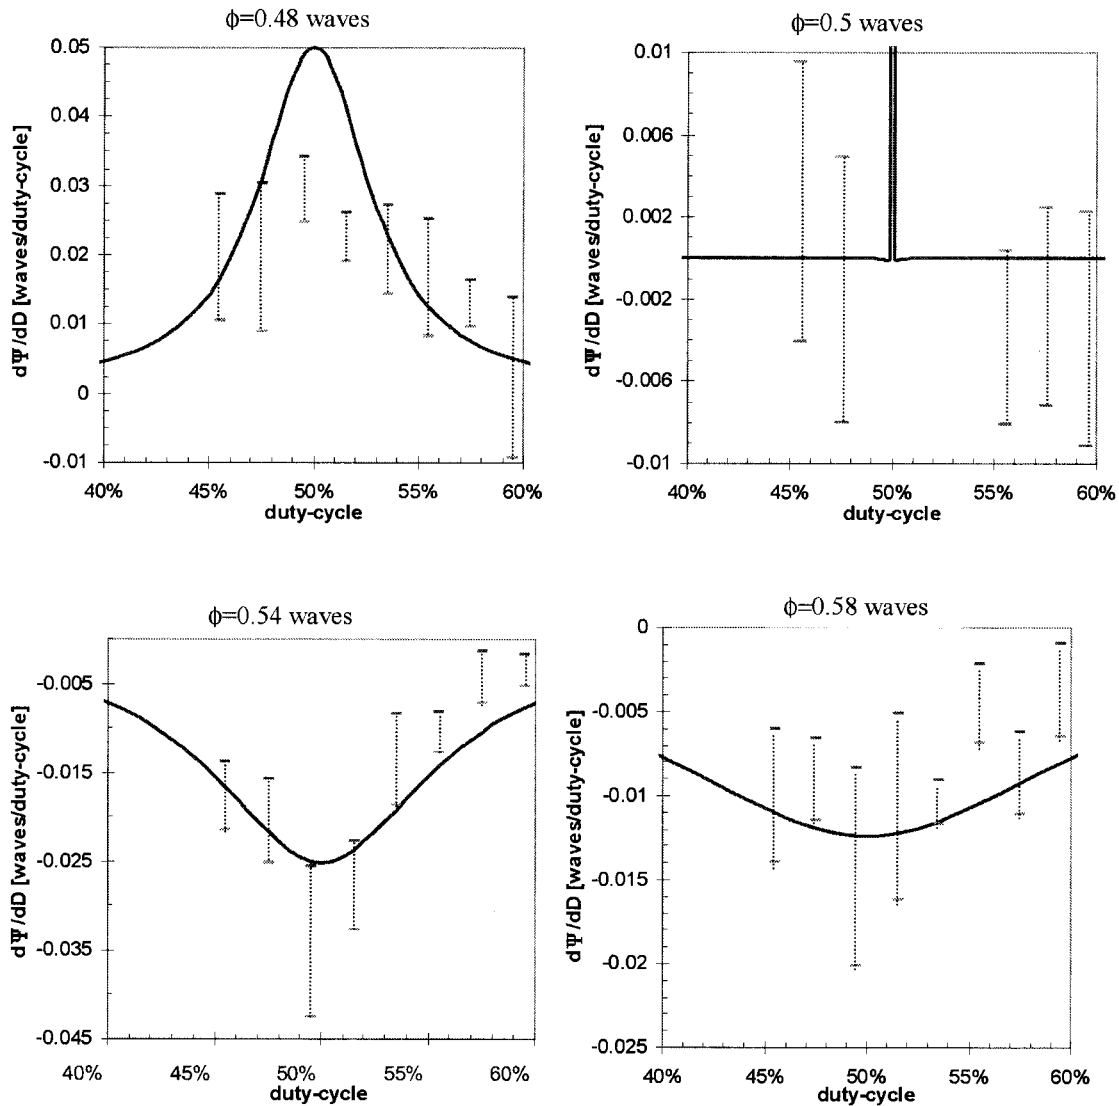 ϕ=0.48 waves
0.05
0.04
0.03
0.02
0.01
0
-0.01
dΨ/dD [waves/duty-cycle]
40% 45% 50% 55% 60%
duty-cycle
ϕ=0.5 waves
0.01
0.006
0.002
-0.002
-0.006
-0.01
dΨ/dD [waves/duty-cycle]
40% 45% 50% 55% 60%
duty-cycle
ϕ=0.54 waves
-0.005
-0.015
-0.025
-0.035
-0.045
dΨ/dD [waves/duty-cycle]
40% 45% 50% 55% 60%
duty-cycle
ϕ=0.58 waves
0
-0.005
-0.01
-0.015
-0.02
-0.025
dΨ/dD [waves/duty-cycle]
40% 45% 50% 55% 60%
duty-cycle